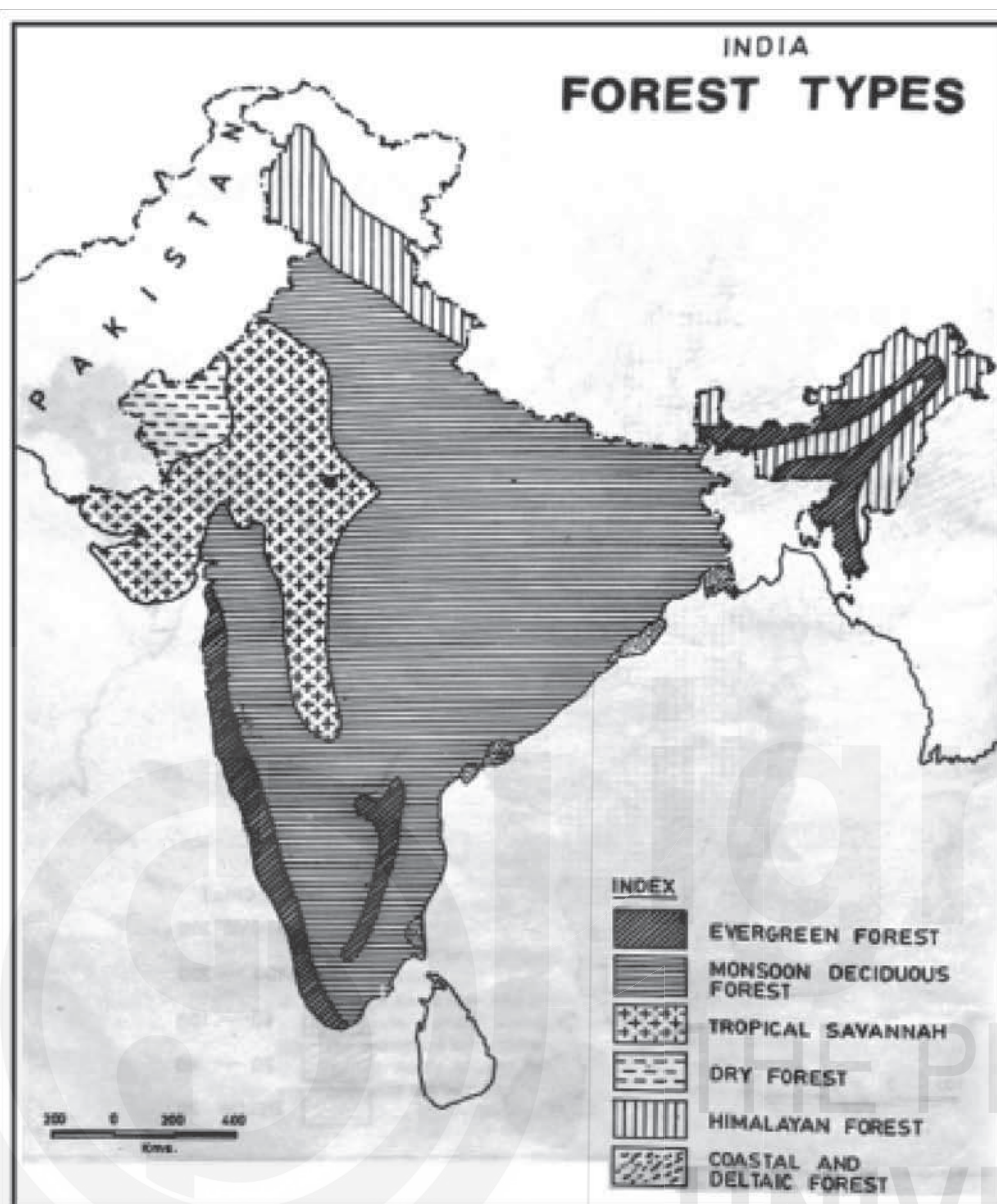 INDIA
FOREST TYPES
PAKISTAN
INDEX
EVERGREEN FOREST
MONSOON DECIDUOUS
FOREST
TROPICAL SAVANNAH
DRY FOREST
HIMALAYAN FOREST
COASTAL AND
DELTAIC FOREST
200 0 200 400
Kms.
THE P